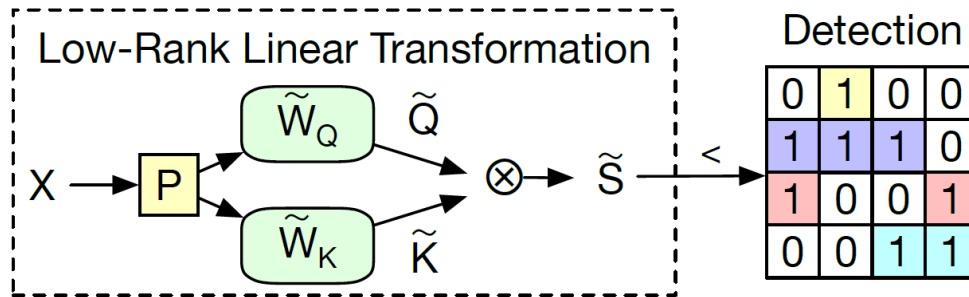 Low-Rank Linear Transformation
Detection
X
P
W̃Q
Q̃
W̃K
K̃
⊗
S̃
<
0 1 0 0
1 1 1 0
1 0 0 1
0 0 1 1